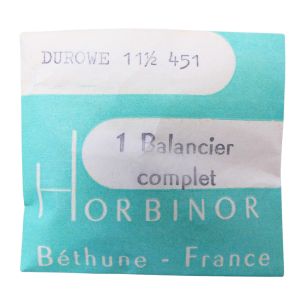 DUROWE 11½ 451
1 Balancier
complet
HORBINOR
Béthune - France